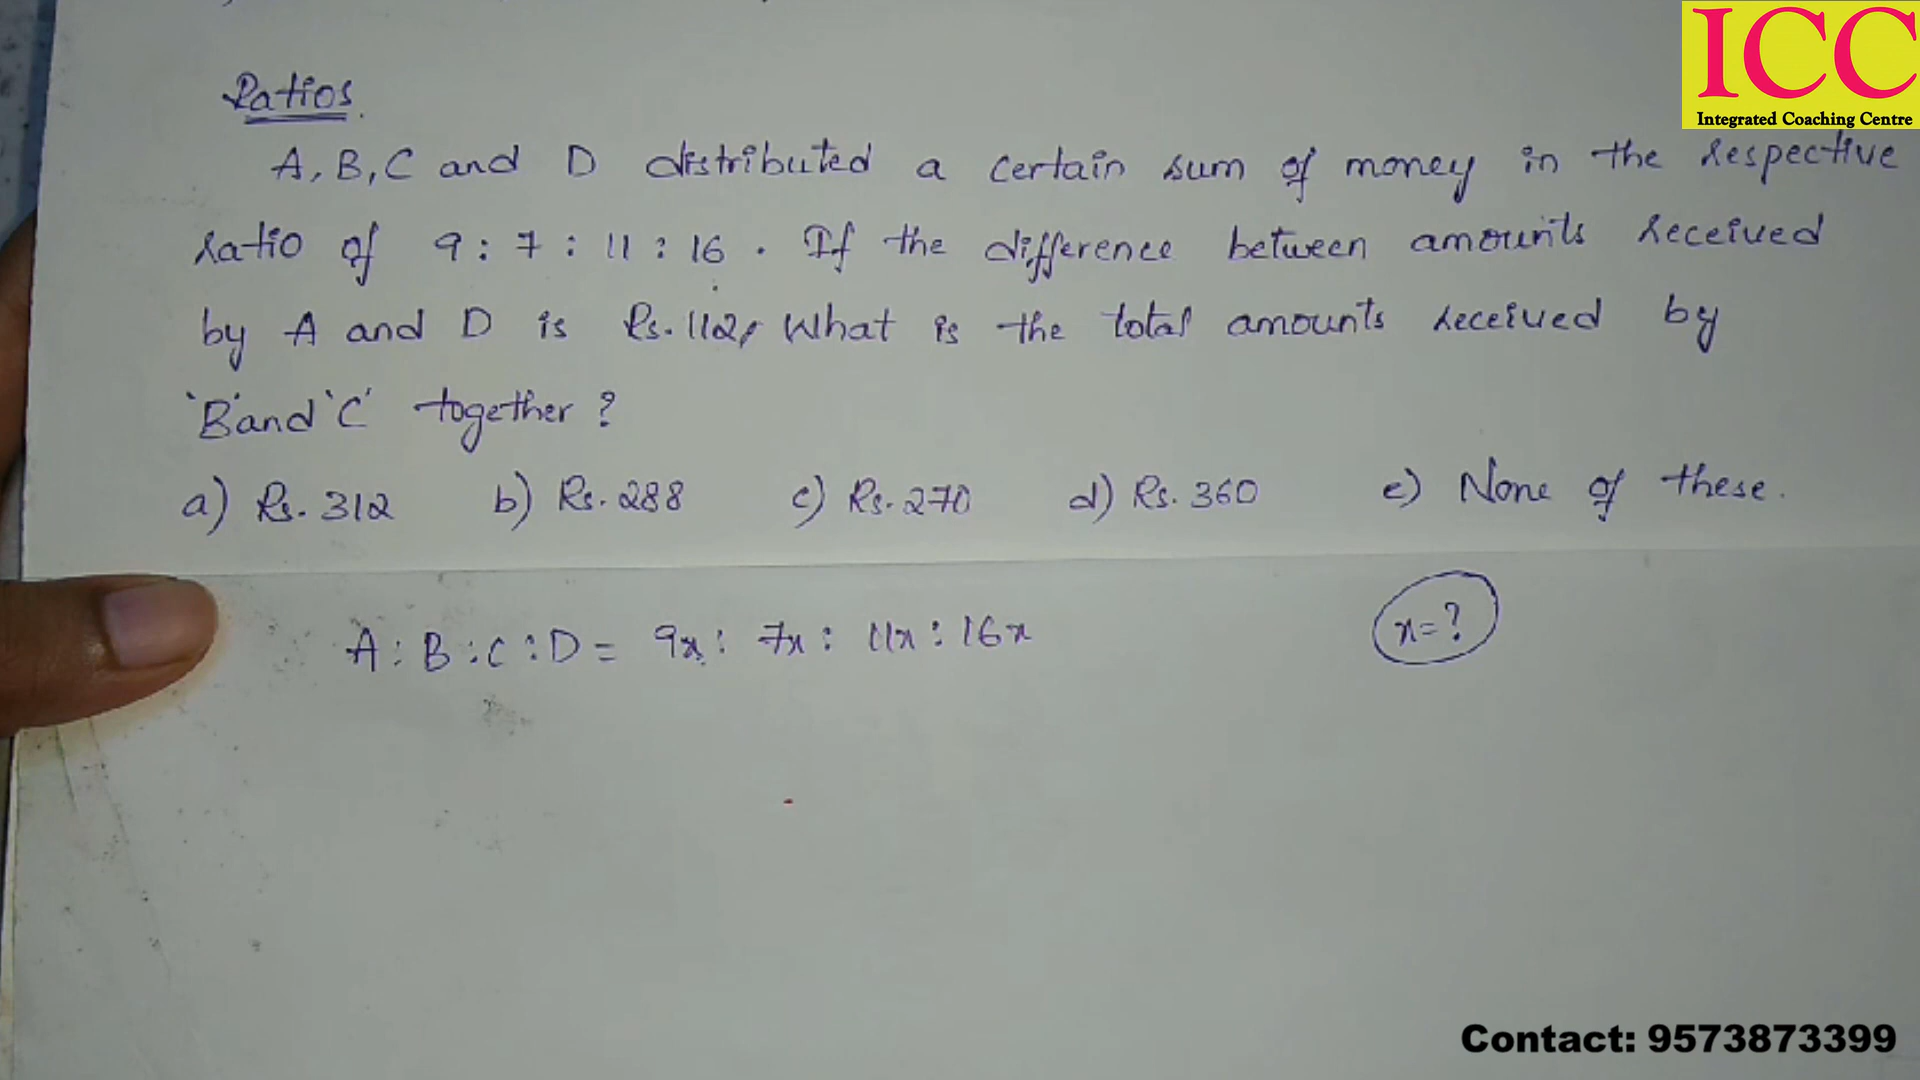 ICC
Integrated Coaching Centre
Ratios.
A, B, C and D distributed a certain sum of money in the respective
ratio of 9 : 7 : 11 : 16 . If the difference between amounts received
by A and D is Rs. 112, What is the total amounts received by
'B' and 'C' together ?
a) Rs. 312 b) Rs. 288 c) Rs. 270 d) Rs. 360 e) None of these.
A : B : C : D = 9x : 7x : 11x : 16x
x = ?
Contact: 9573873399